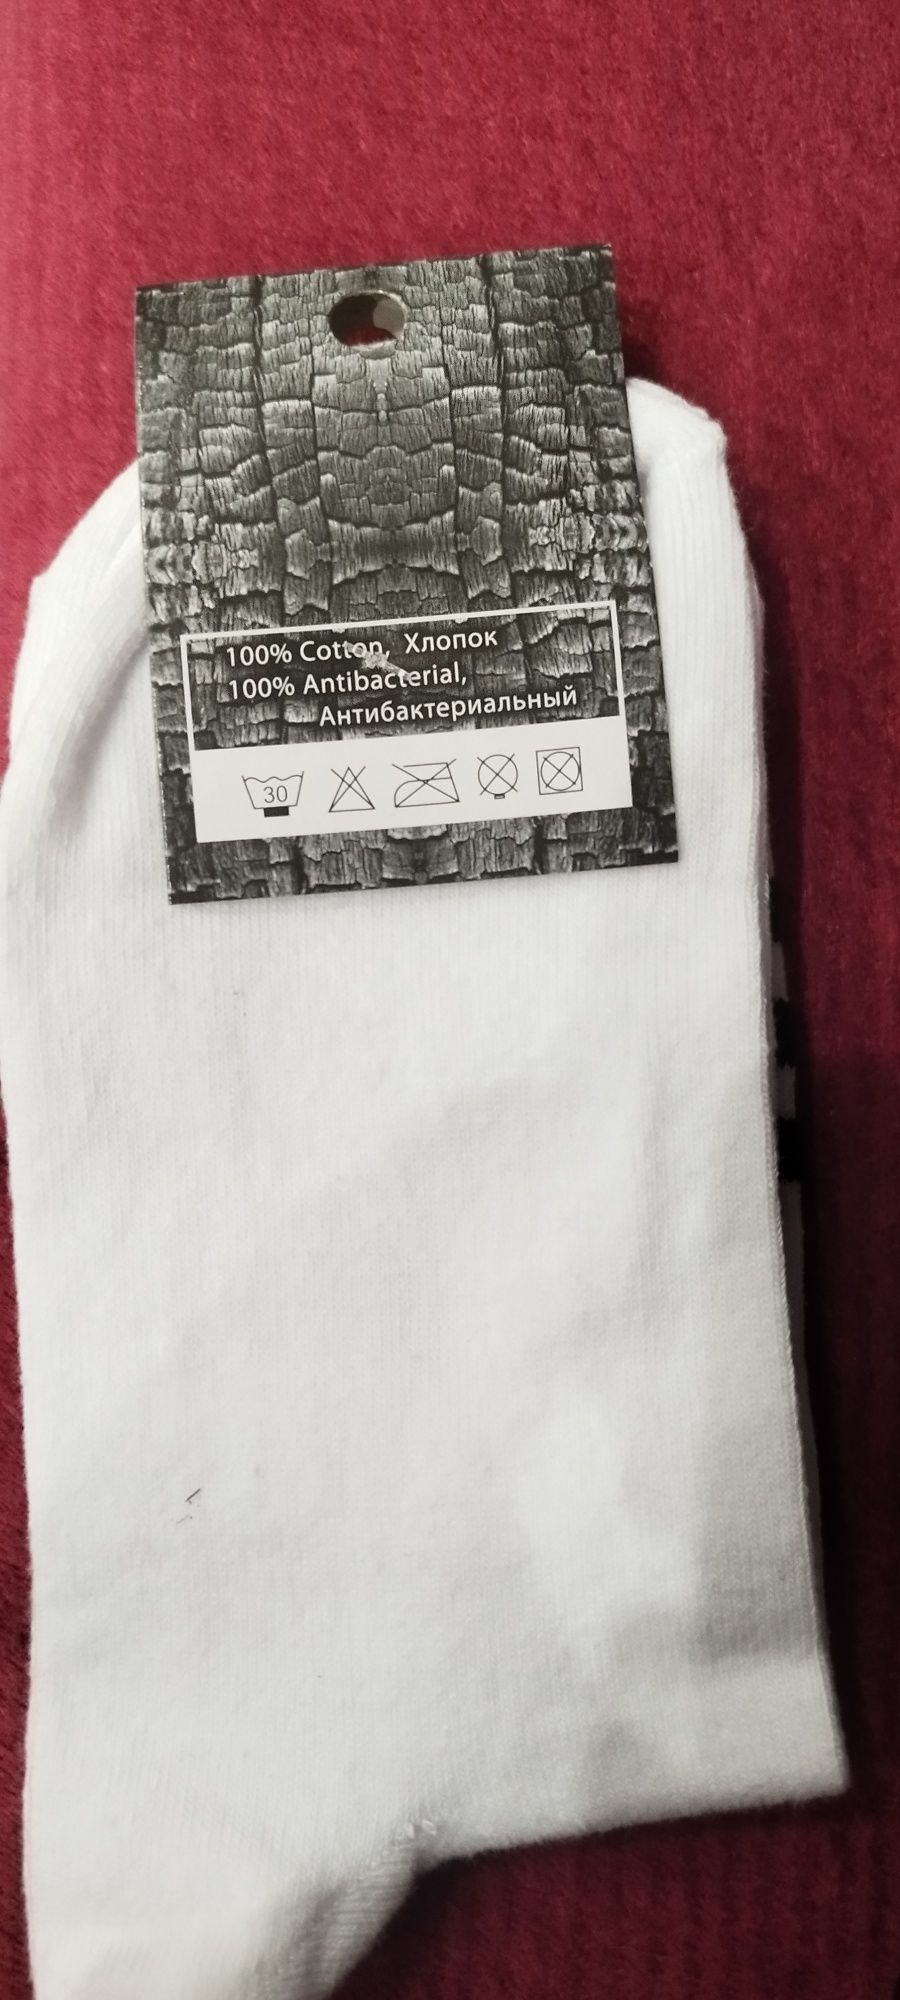 100% Cotton, Хлопок
100% Antibacterial,
Антибактериальный
30